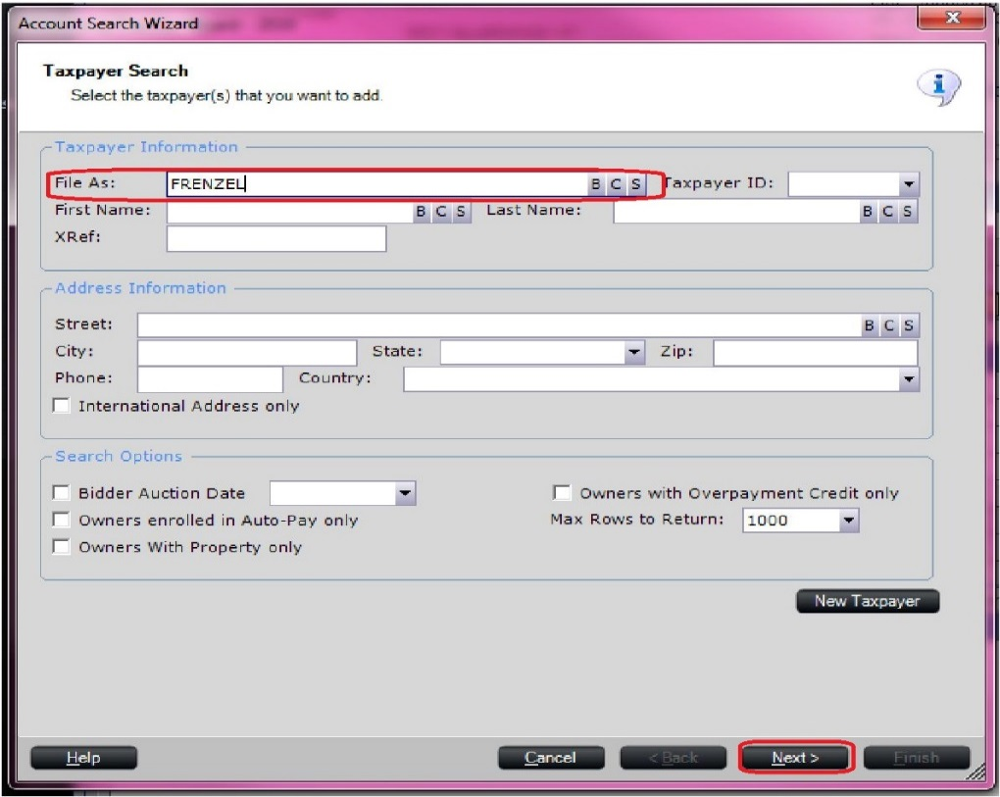 Account Search Wizard
Taxpayer Search
Select the taxpayer(s) that you want to add.
Taxpayer Information
File As: FRENZEL B C S Taxpayer ID:
First Name: B C S Last Name: B C S
XRef:
Address Information
Street: B C S
City: State: Zip:
Phone: Country:
International Address only
Search Options
Bidder Auction Date Owners with Overpayment Credit only
Owners enrolled in Auto-Pay only Max Rows to Return: 1000
Owners With Property only
New Taxpayer
Help Cancel < Back Next > Finish